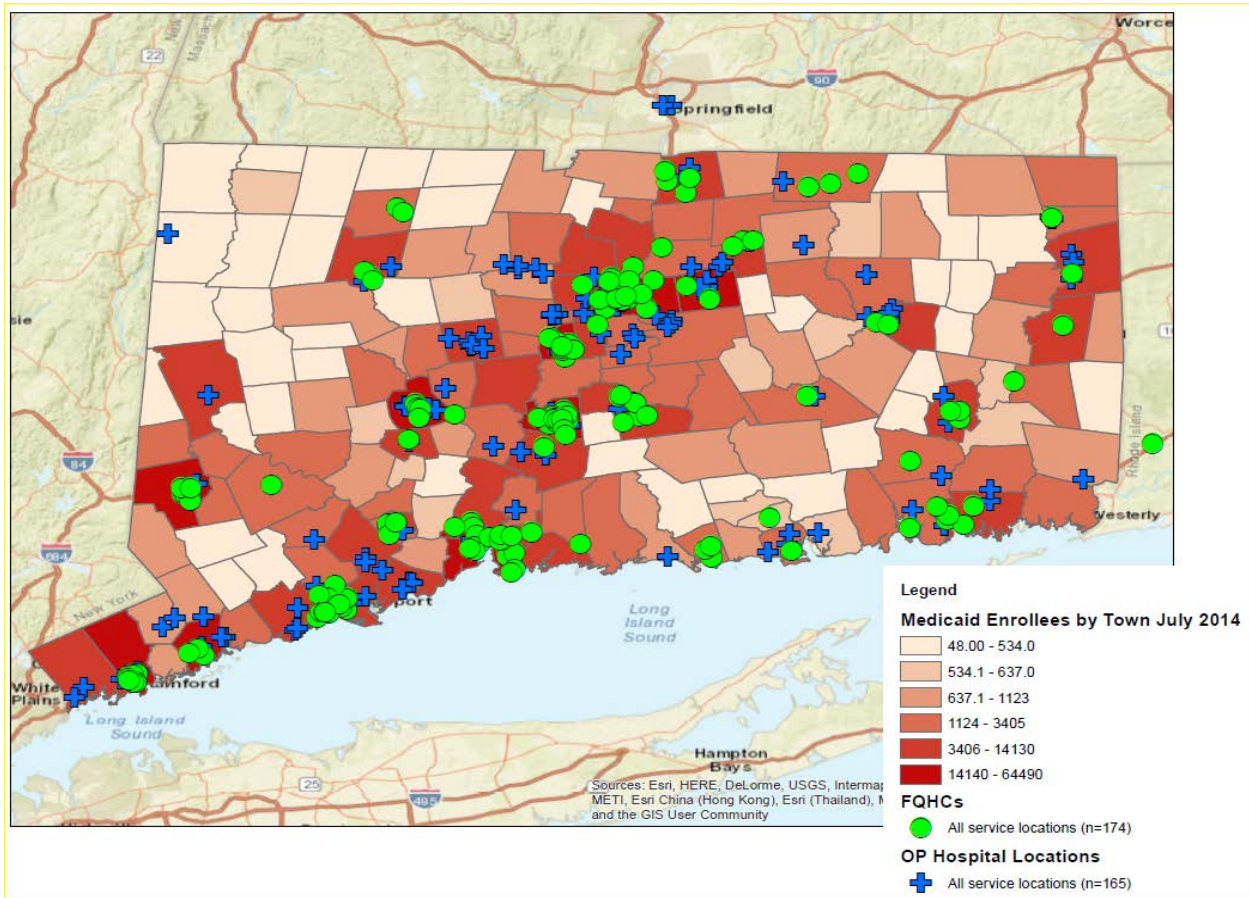 New
Massachu
22
90
Worce
Springfield
sie
84
Rhode Island
Westerly
684
New York
port
White
Plains
amford
Long Island
Sound
Long
Island
Sound
Hampton
Bays
25
495
Sources: Esri, HERE, DeLorme, USGS, Intermap
METI, Esri China (Hong Kong), Esri (Thailand), M
and the GIS User Community
Legend
Medicaid Enrollees by Town July 2014
48.00 - 534.0
534.1 - 637.0
637.1 - 1123
1124 - 3405
3406 - 14130
14140 - 64490
FQHCs
All service locations (n=174)
OP Hospital Locations
All service locations (n=165)